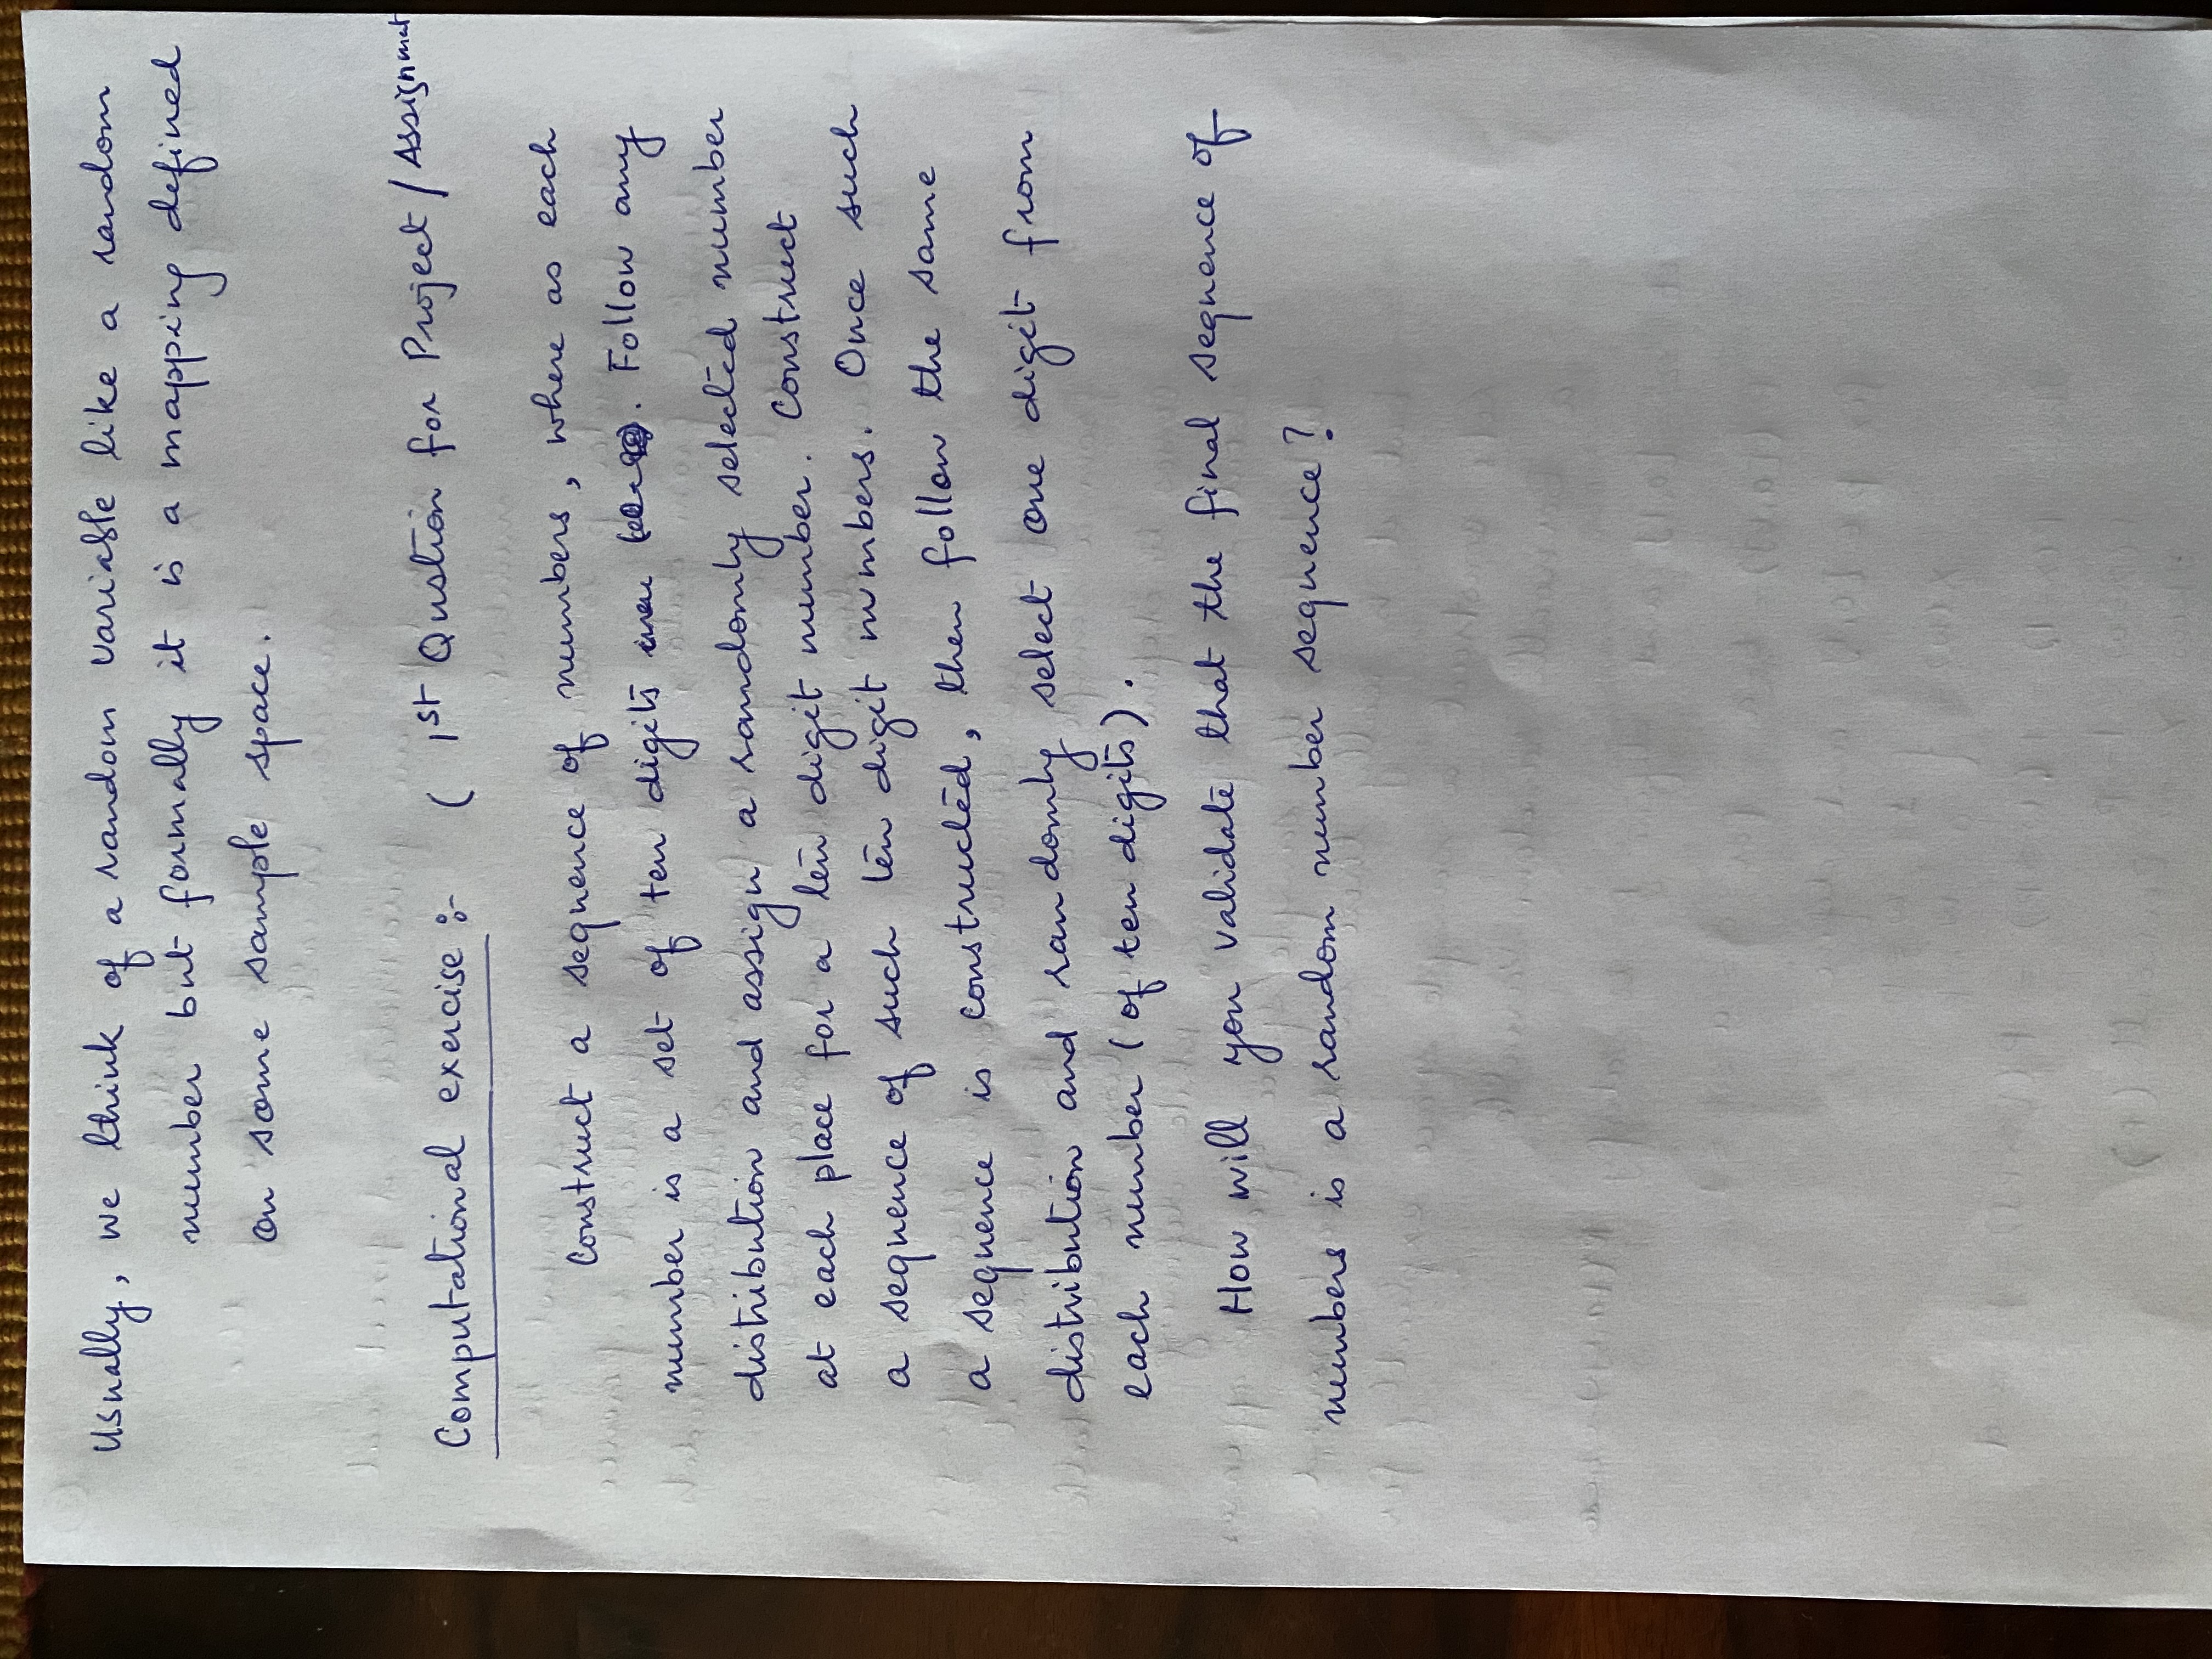 Usually, we think of a random variable like a random
number but formally it is a mapping defined
on some sample space.
Computational exercise :- ( 1st Qustion for Project / Assignmat
Construct a sequence of numbers, where as each
number is a set of ten digits . Follow any
distribution and assign a randomly selected number
at each place for a ten digit number. Construct
a sequence of such ten digit numbers. Once such
a sequence is constructed, then follow the same
distribution and randomly select one digit from
each number ( of ten digits ) .
How will you validate that the final sequence of
numbers is a random number sequence ?